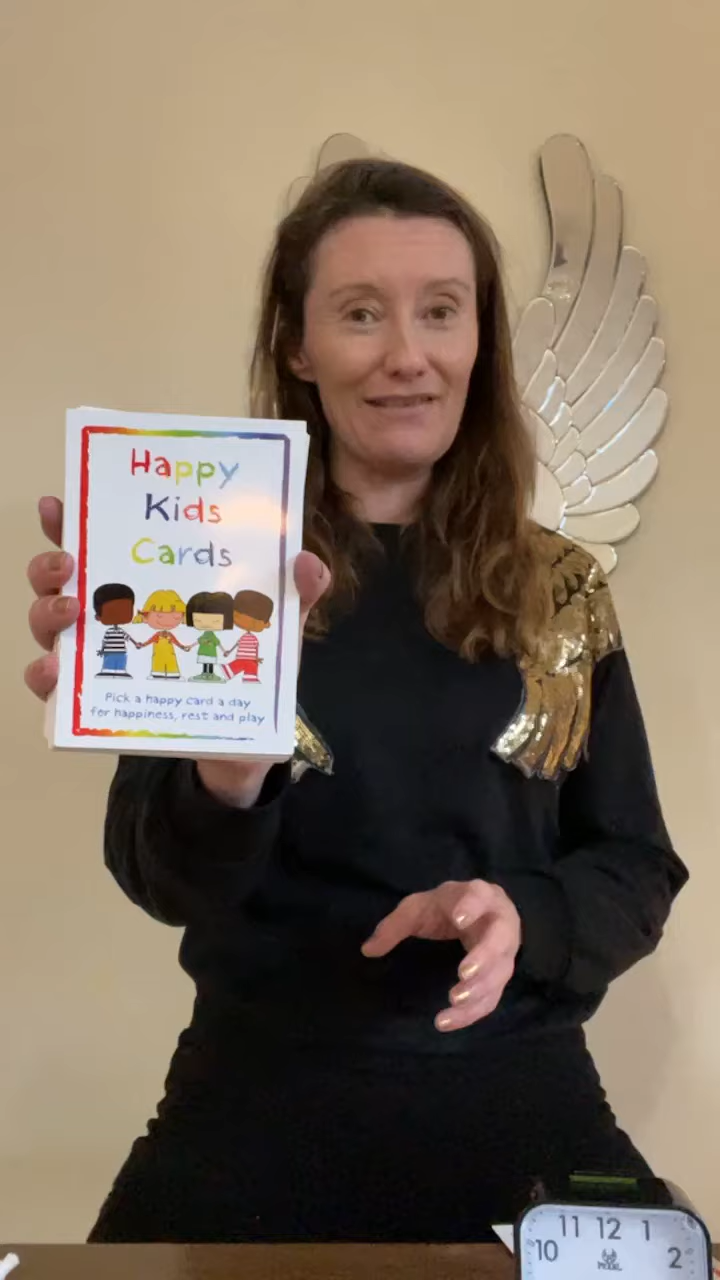 Happy
Kids
Cards
Pick a happy card a day
for happiness, rest and play
11 12 1
10 2